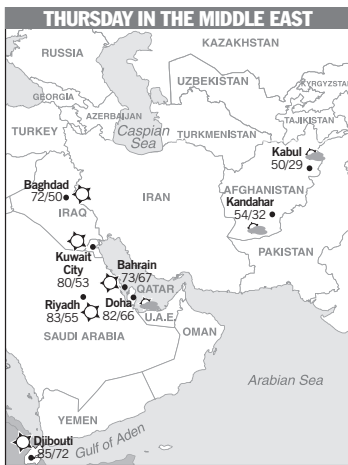 THURSDAY IN THE MIDDLE EAST
KAZAKHSTAN
RUSSIA
UZBEKISTAN
KYRGYZSTAN
GEORGIA
AZERBAIJAN
TAJIKISTAN
TURKEY
Caspian
Sea
TURKMENISTAN
Kabul
50/29
Baghdad
72/50
IRAQ
IRAN
AFGHANISTAN
Kandahar
54/32
PAKISTAN
Kuwait
City
80/53
Bahrain
73/67
QATAR
Riyadh
83/55
Doha
82/66
U.A.E.
SAUDI ARABIA
OMAN
Arabian Sea
YEMEN
Djibouti
85/72
Gulf of Aden